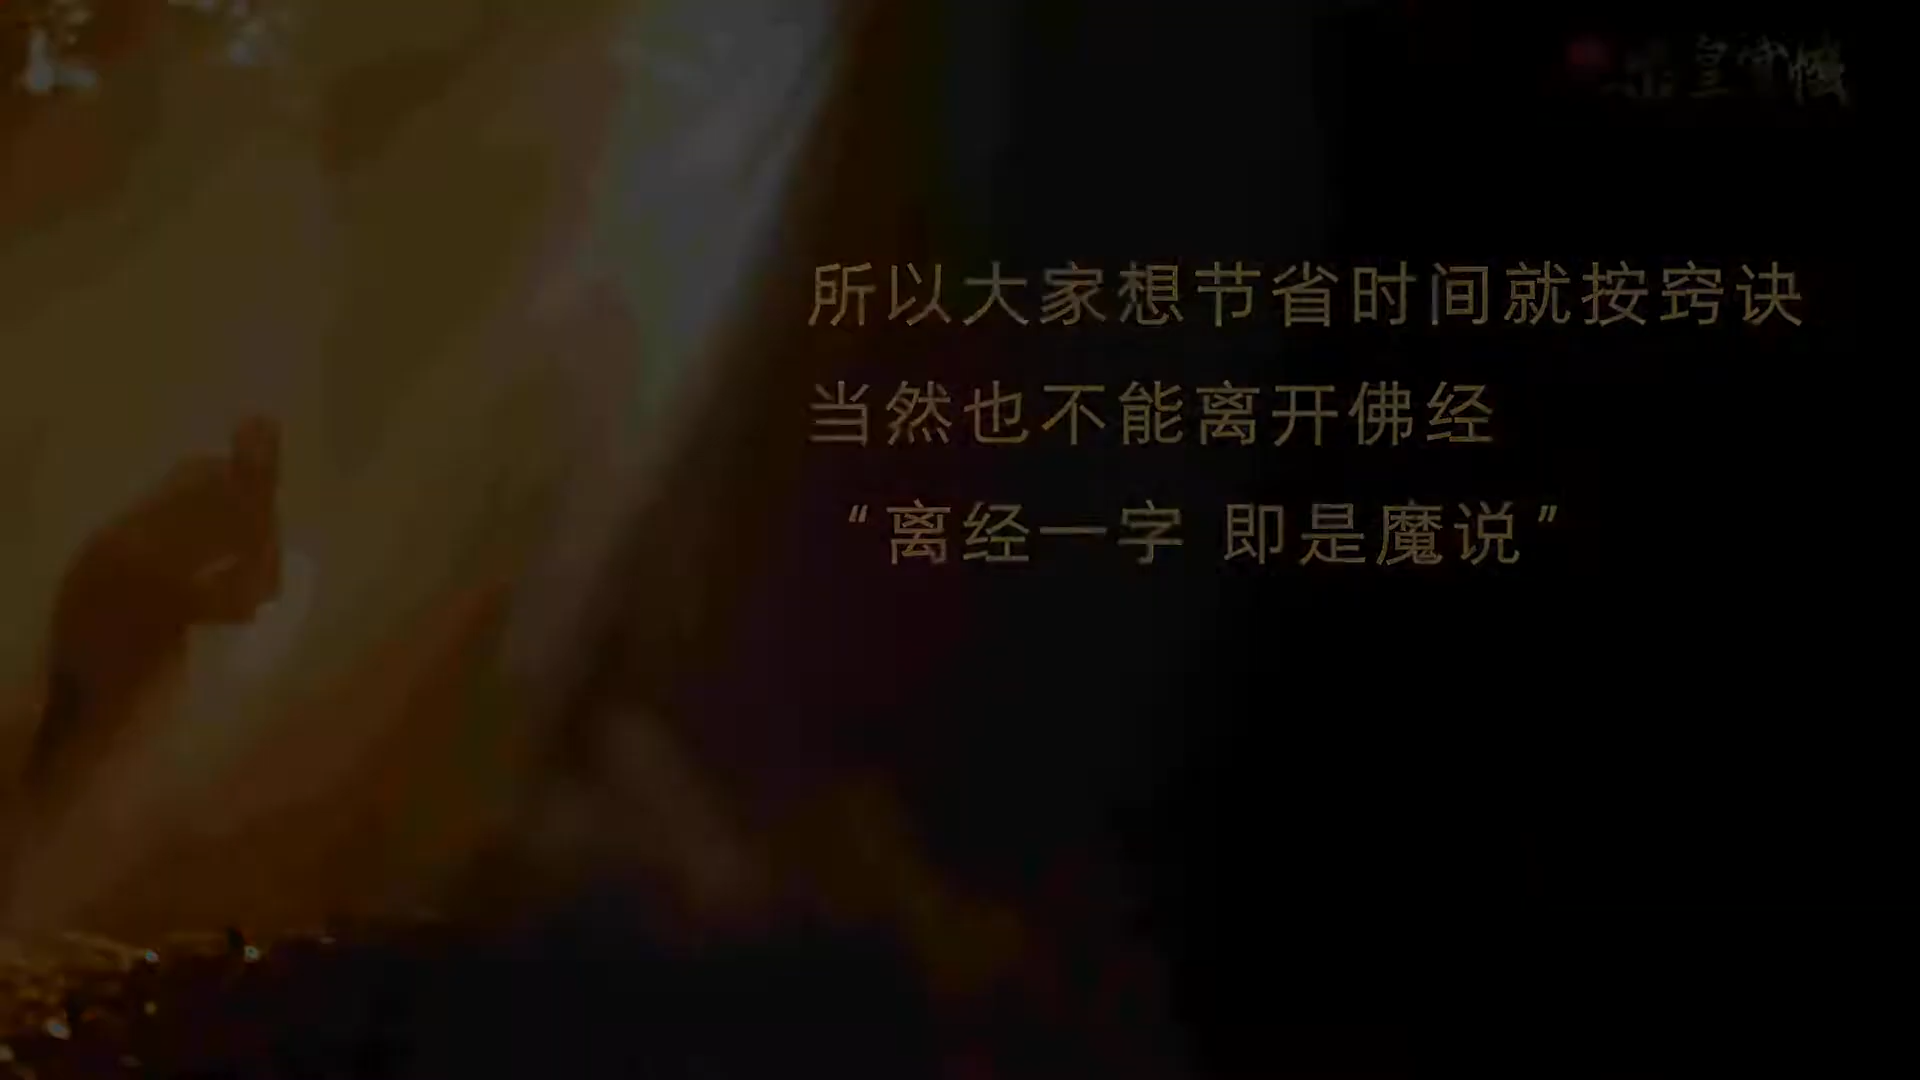 所以大家想节省时间就按窍诀
当然也不能离开佛经
“离经一字 即是魔说”